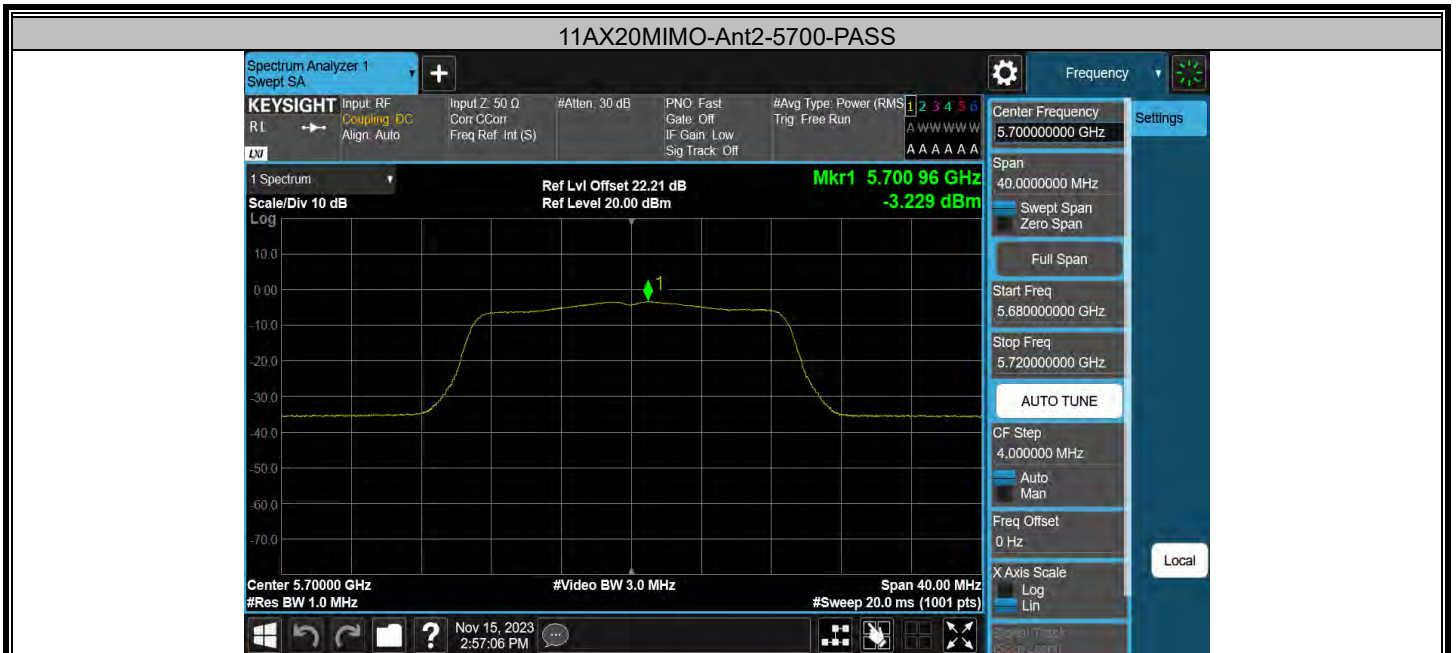 11AX20MIMO-Ant2-5700-PASS
Spectrum Analyzer 1
Swept SA
+
Frequency
KEYSIGHT
RL
LXI
Input: RF
Coupling: DC
Align: Auto
Input Z: 50 Ω
Corr CCorr
Freq Ref: Int (S)
#Atten: 30 dB
PNO: Fast
Gate: Off
IF Gain: Low
Sig Track: Off
#Avg Type: Power (RMS
Trig: Free Run
1 2 3 4 5 6
A W W W W W
A A A A A A
1 Spectrum
Scale/Div 10 dB
Log
Ref Lvl Offset 22.21 dB
Ref Level 20.00 dBm
Mkr1 5.700 96 GHz
-3.229 dBm
10.0
0.00
-10.0
-20.0
-30.0
-40.0
-50.0
-60.0
-70.0
1
Center 5.70000 GHz
#Res BW 1.0 MHz
#Video BW 3.0 MHz
Span 40.00 MHz
#Sweep 20.0 ms (1001 pts)
Center Frequency
5.700000000 GHz
Settings
Span
40.0000000 MHz
Swept Span
Zero Span
Full Span
Start Freq
5.680000000 GHz
Stop Freq
5.720000000 GHz
AUTO TUNE
CF Step
4.000000 MHz
Auto
Man
Freq Offset
0 Hz
X Axis Scale
Log
Lin
Local
Signal Track
(Span Zoom)
?
Nov 15, 2023
2:57:06 PM